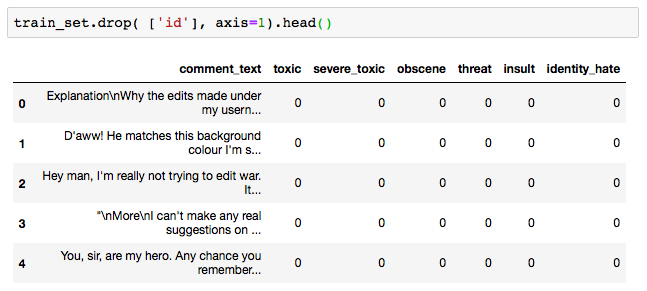 train_set.drop( ['id'], axis=1).head()
comment_text toxic severe_toxic obscene threat insult identity_hate
Explanation\nWhy the edits made under
0 my usern... 0 0 0 0 0 0
D'aww! He matches this background
1 colour I'm s... 0 0 0 0 0 0
Hey man, I'm really not trying to edit war.
2 It... 0 0 0 0 0 0
"\nMore\nI can't make any real
3 suggestions on ... 0 0 0 0 0 0
You, sir, are my hero. Any chance you
4 remember... 0 0 0 0 0 0